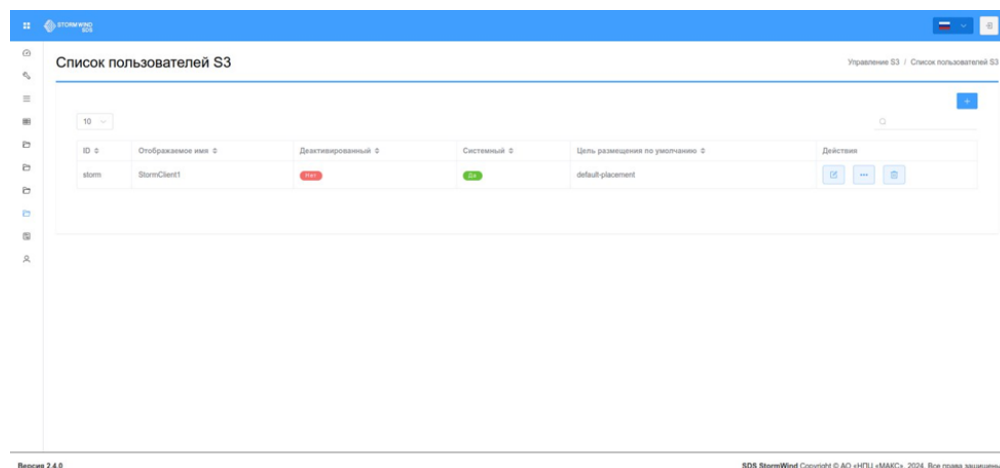 STORMWIND
SDS
Список пользователей S3
Управление S3 / Список пользователей S3
+
10
ID Отображаемое имя Деактивированный Системный Цель размещения по умолчанию Действия
storm StormClient1 Нет Да default-placement
Версия 2.4.0
SDS StormWind Copyright © АО «НПЦ «МАКС», 2024. Все права защищены